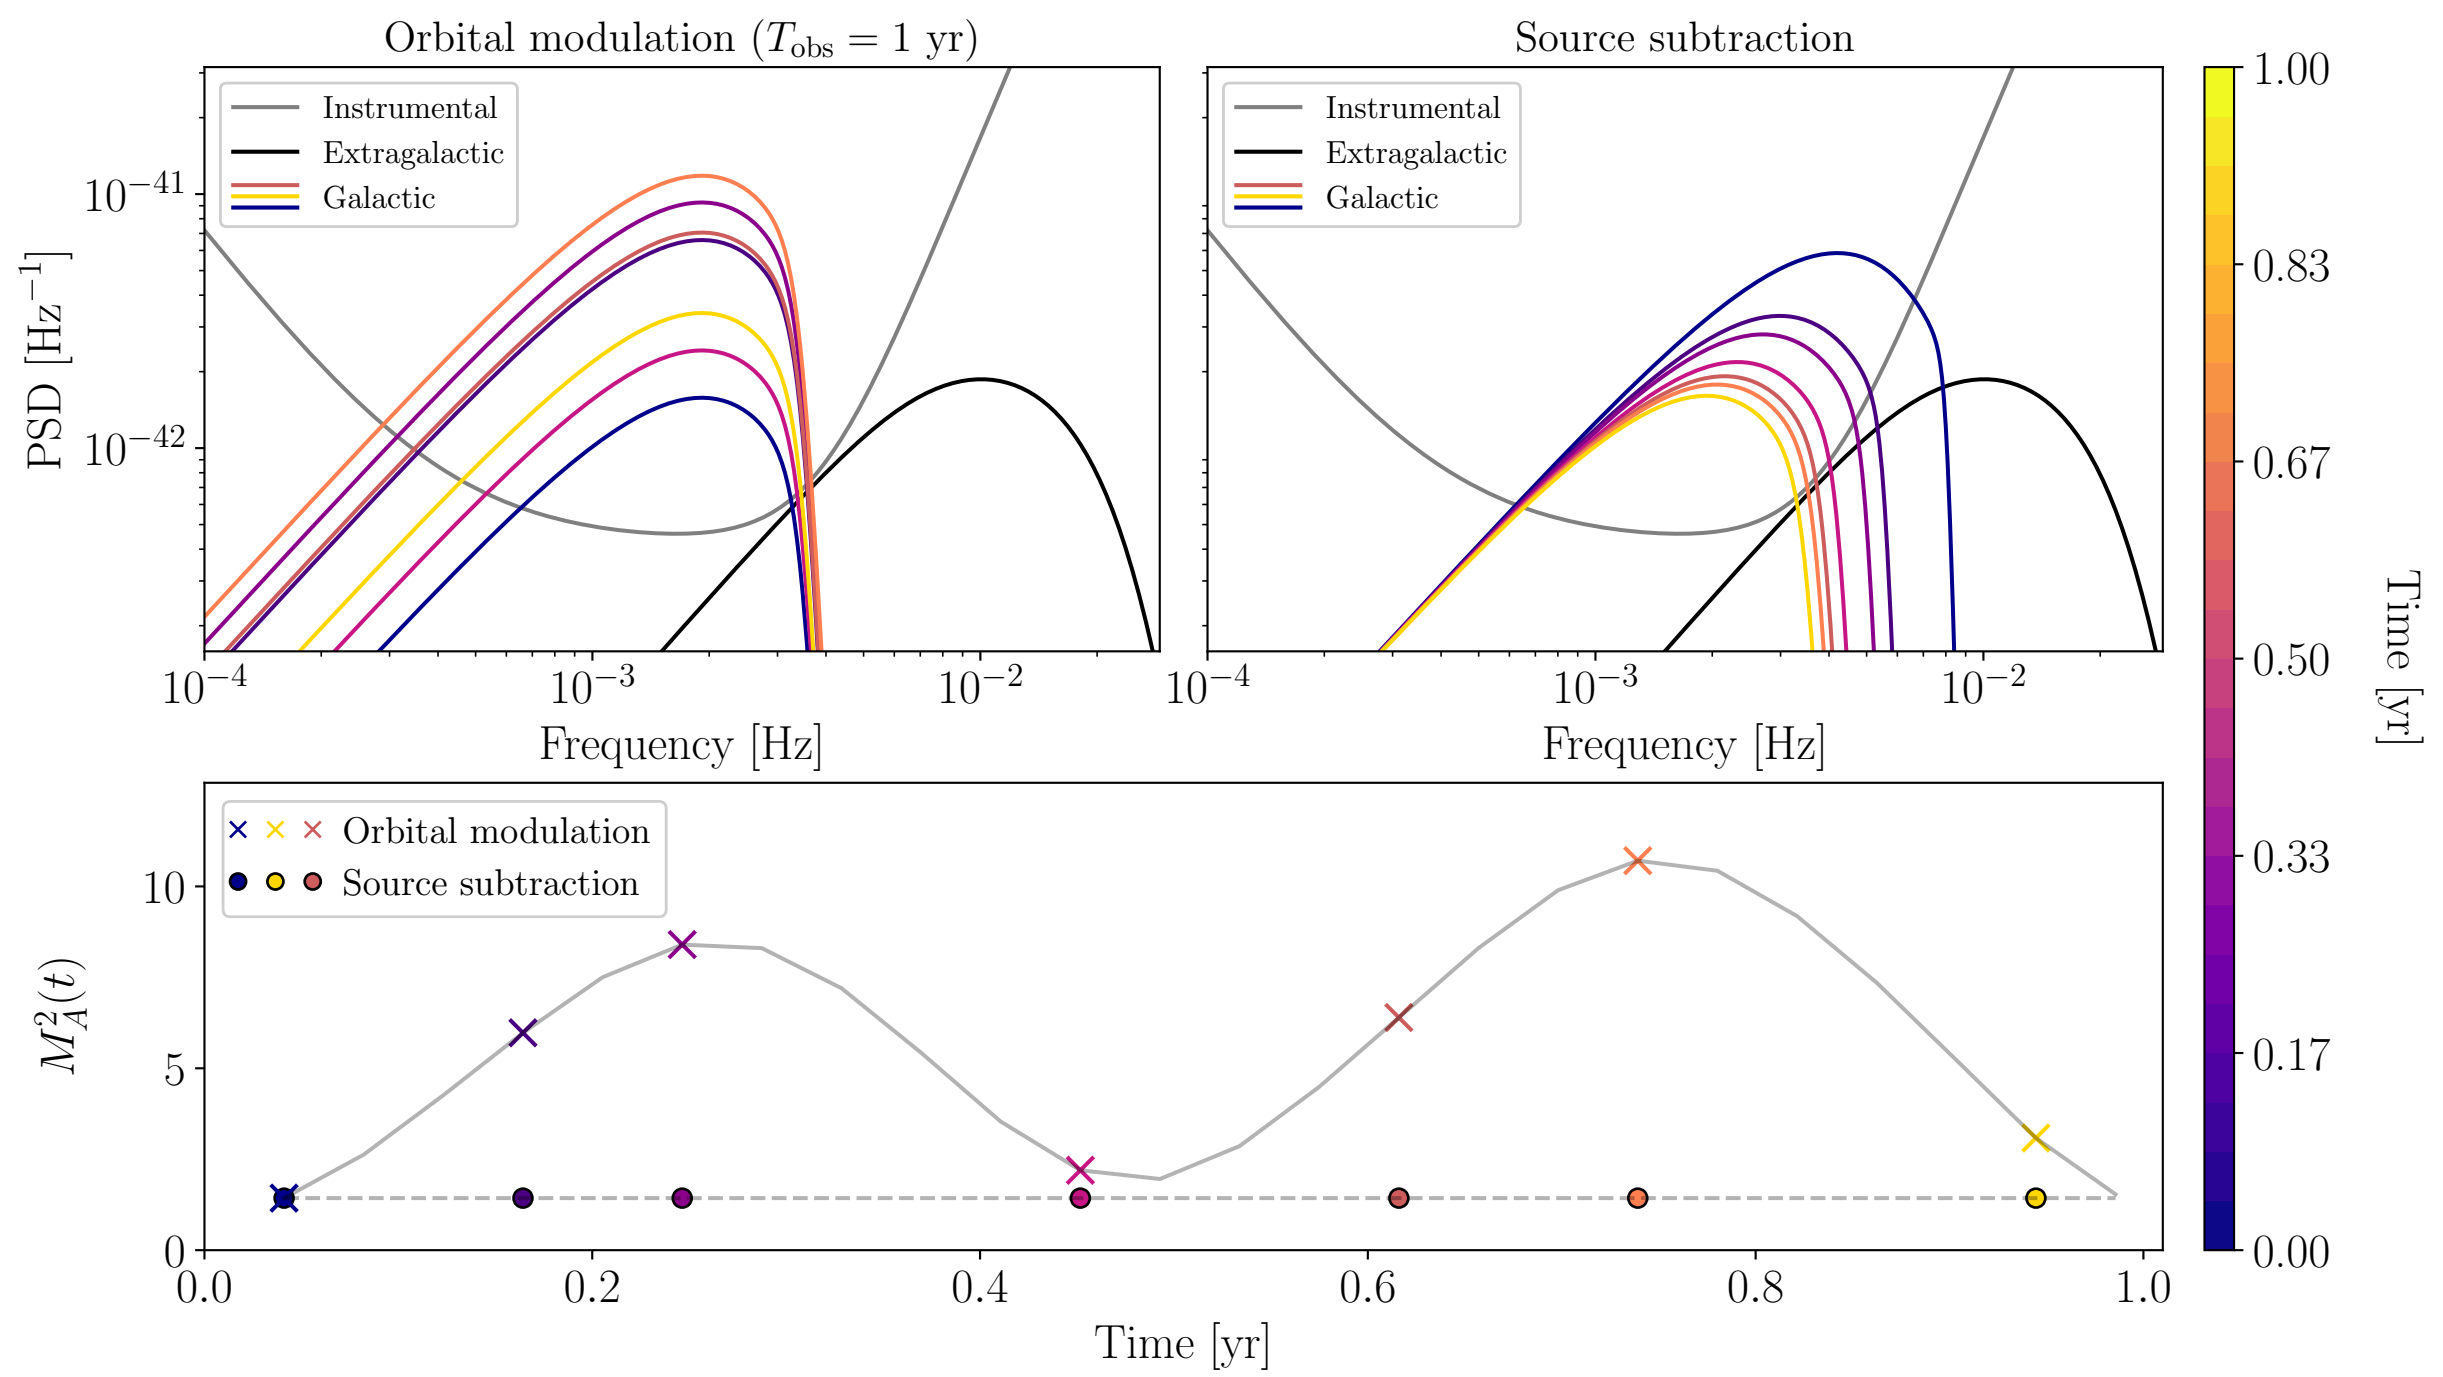 Orbital modulation (T_obs = 1 yr)
Source subtraction
Instrumental
Extragalactic
Galactic
Instrumental
Extragalactic
Galactic
PSD [Hz⁻¹]
10⁻⁴¹
10⁻⁴²
10⁻⁴
10⁻³
10⁻²
10⁻⁴
10⁻³
10⁻²
Frequency [Hz]
Frequency [Hz]
1.00
0.83
0.67
0.50
0.33
0.17
0.00
Time [yr]
Orbital modulation
Source subtraction
M_A²(t)
10
5
0
0.0
0.2
0.4
0.6
0.8
1.0
Time [yr]